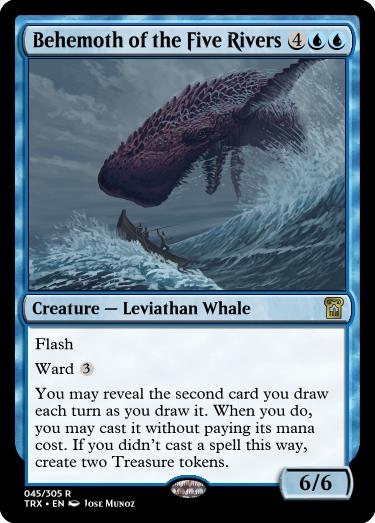 Behemoth of the Five Rivers 4
Creature — Leviathan Whale
Flash
Ward 3
You may reveal the second card you draw
each turn as you draw it. When you do,
you may cast it without paying its mana
cost. If you didn't cast a spell this way,
create two Treasure tokens.
6/6
045/305 R
TRX • EN Jose Munoz